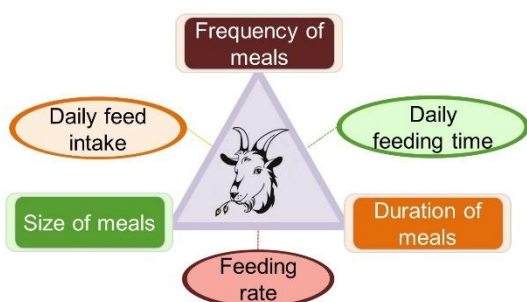 Frequency of
meals
Daily feed
intake
Daily
feeding time
Size of meals
Duration of
meals
Feeding
rate